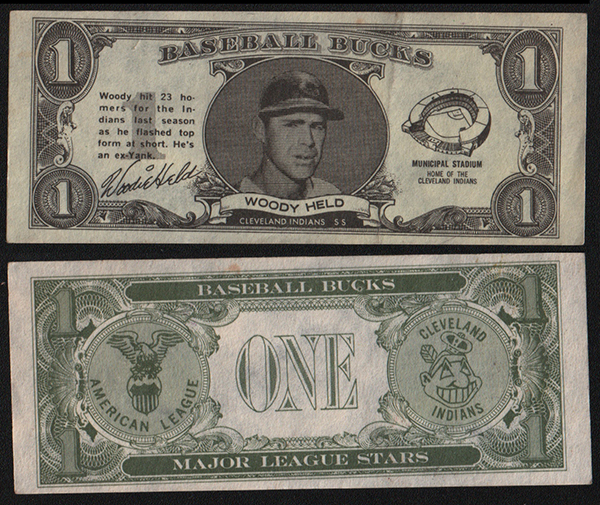 BASEBALL BUCKS
1
1
Woody hit 23 ho-
mers for the In-
dians last season
as he flashed top
form at short. He's
an ex-Yank.
Woodie Held
MUNICIPAL STADIUM
HOME OF THE
CLEVELAND INDIANS
1
1
WOODY HELD
CLEVELAND INDIANS SS
BASEBALL BUCKS
1
1
AMERICAN LEAGUE
ONE
CLEVELAND
INDIANS
1
1
MAJOR LEAGUE STARS